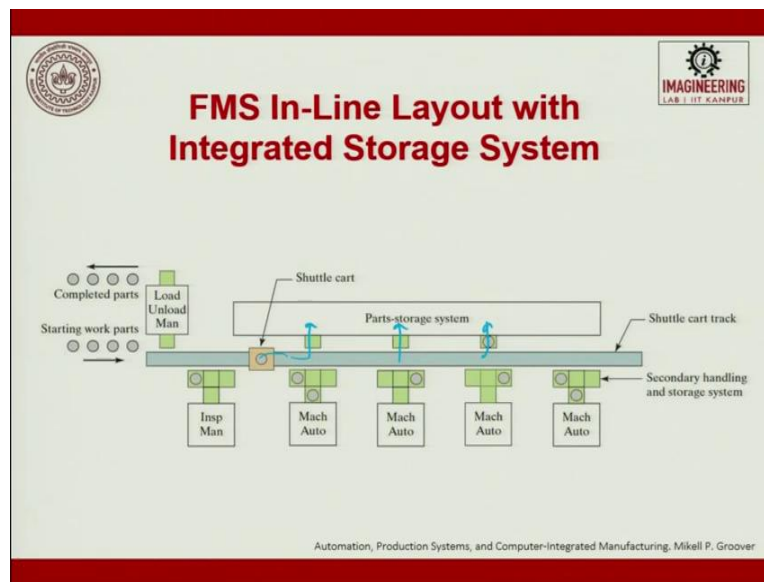 IMAGINEERING
LAB | IIT KANPUR
FMS In-Line Layout with
Integrated Storage System
Shuttle cart
Completed parts
Load
Unload
Man
Parts-storage system
Shuttle cart track
Starting work parts
Secondary handling
and storage system
Insp
Man
Mach
Auto
Mach
Auto
Mach
Auto
Mach
Auto
Automation, Production Systems, and Computer-Integrated Manufacturing. Mikell P. Groover